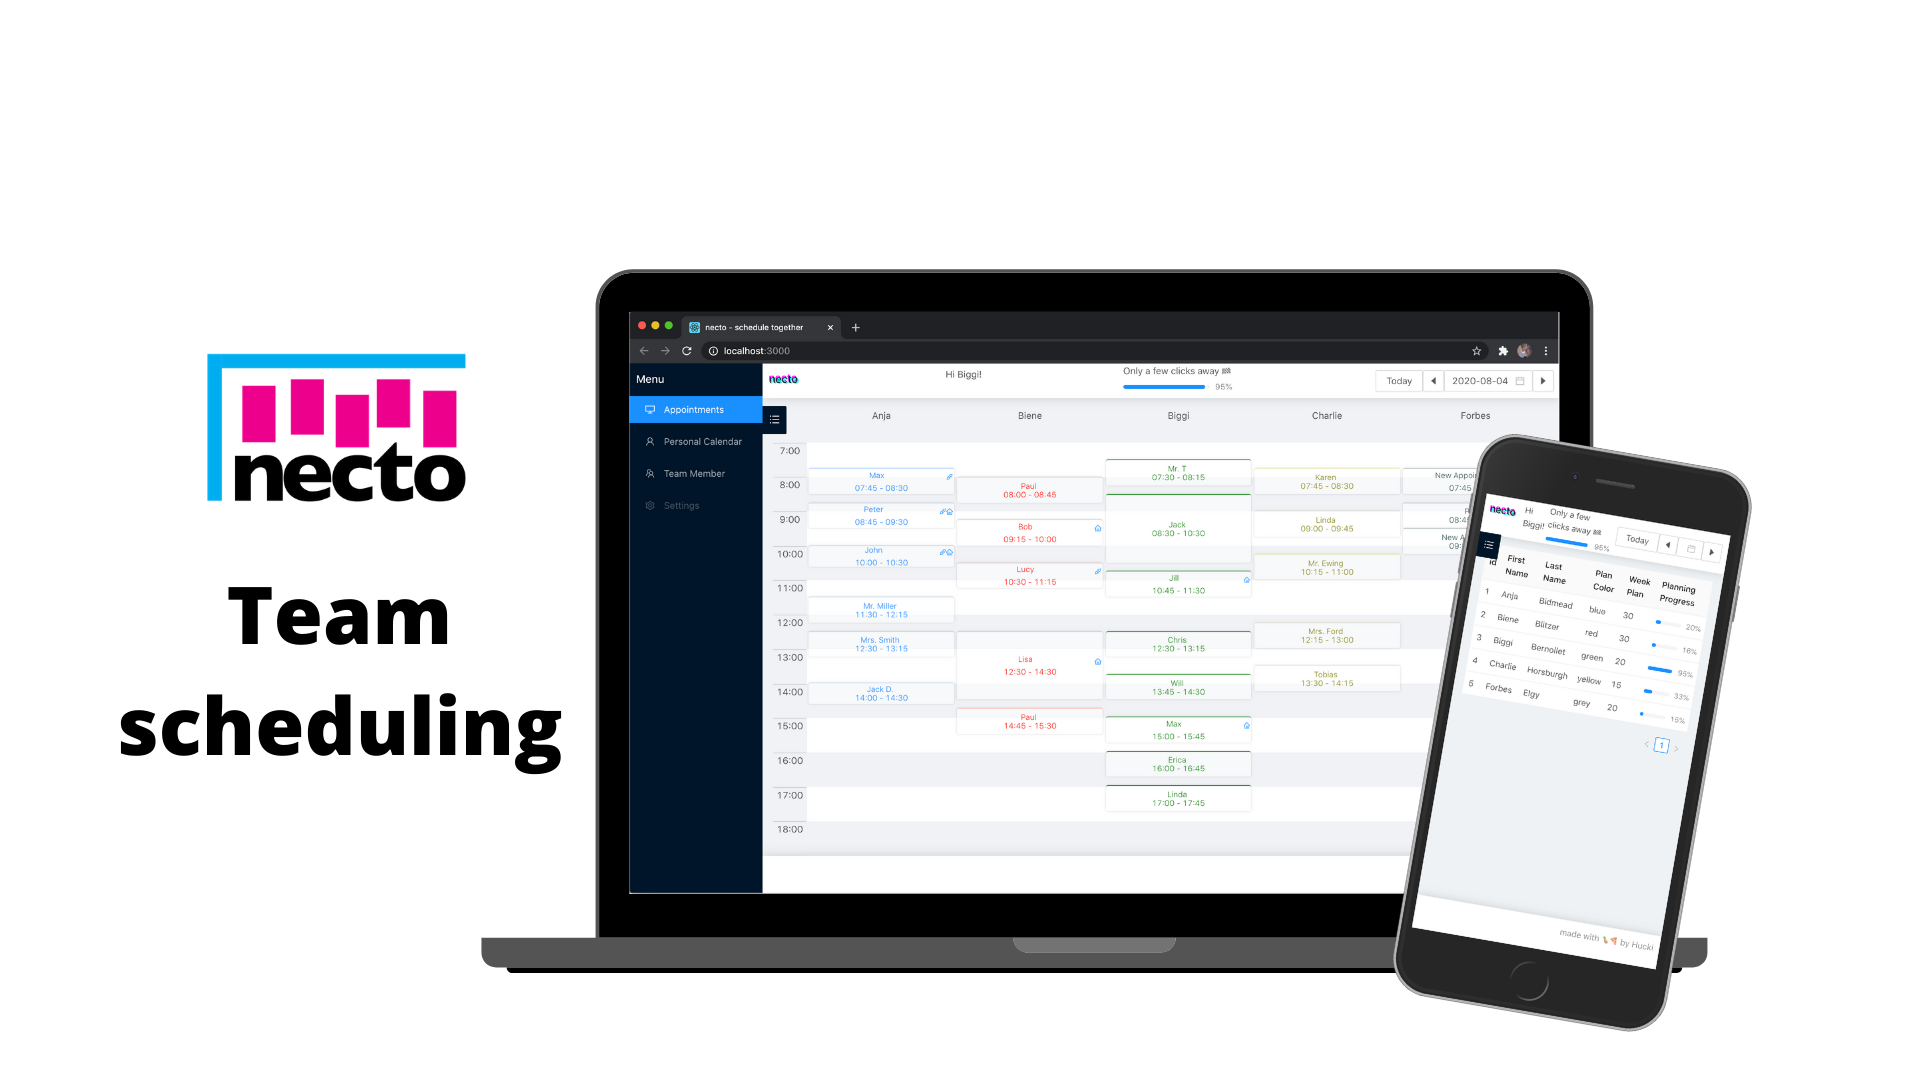 necto
Team
scheduling
necto - schedule together
localhost:3000
Menu
Appointments
Personal Calendar
Team Member
Settings
necto
Hi Biggi!
Only a few clicks away 🏁
95%
Today
2020-08-04
Anja
Biene
Biggi
Charlie
Forbes
7:00
8:00
9:00
10:00
11:00
12:00
13:00
14:00
15:00
16:00
17:00
18:00
Max
07:45 - 08:30
Peter
08:45 - 09:30
John
10:00 - 10:30
Mr. Miller
11:30 - 12:15
Mrs. Smith
12:30 - 13:15
Jack D.
14:00 - 14:30
Paul
08:00 - 08:45
Bob
09:15 - 10:00
Lucy
10:30 - 11:15
Lisa
12:30 - 14:30
Paul
14:45 - 15:30
Mr. T
07:30 - 08:15
Jack
08:30 - 10:30
Jill
10:45 - 11:30
Chris
12:30 - 13:15
Will
13:45 - 14:30
Max
15:00 - 15:45
Erica
16:00 - 16:45
Linda
17:00 - 17:45
Karen
07:45 - 08:30
Linda
09:00 - 09:45
Mr. Ewing
10:15 - 11:00
Mrs. Ford
12:15 - 13:00
Tobias
13:30 - 14:15
New
07:45
08:45
New
necto
Hi
Biggi!
Only a few
clicks away 🏁
95%
Today
id First Name Last Name Plan Color Week Plan Planning Progress
1 Anja Bidmead blue 30 20%
2 Biene Blitzer red 30 16%
3 Biggi Bernollet green 20 95%
4 Charlie Horsburgh yellow 15 33%
5 Forbes Elgy grey 20 15%
1
made with by Hucki